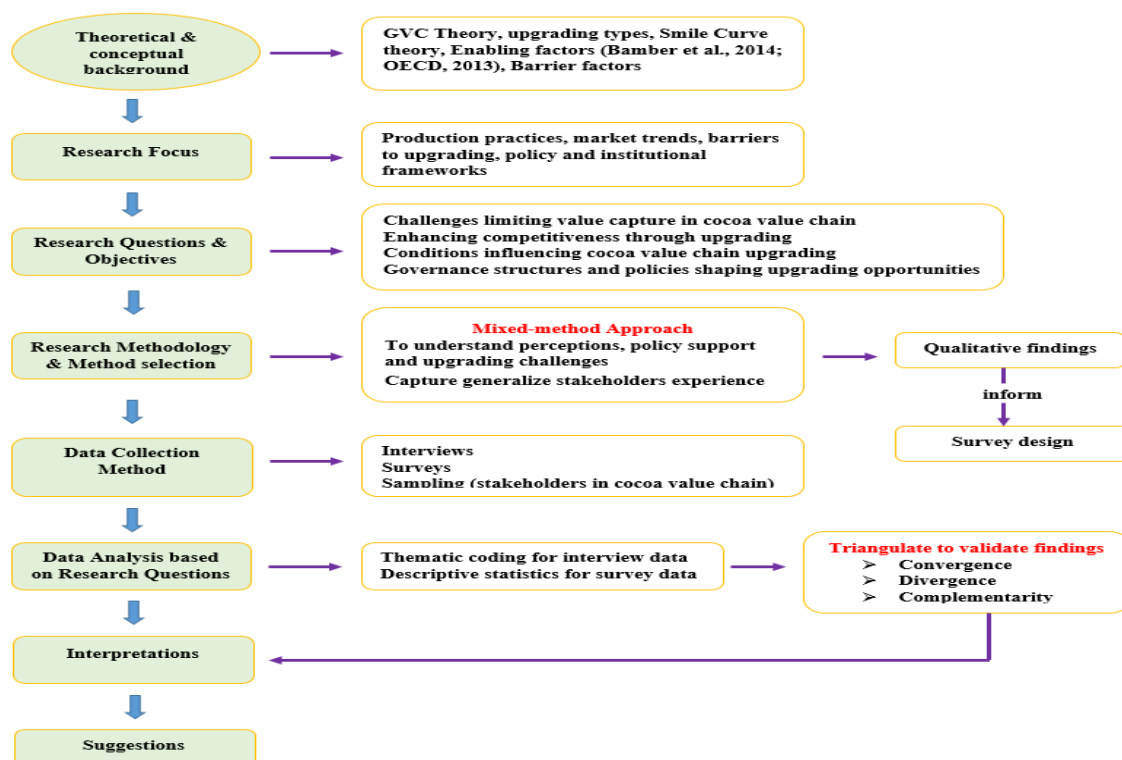 Theoretical &
conceptual
background
GVC Theory, upgrading types, Smile Curve
theory, Enabling factors (Bamber et al., 2014;
OECD, 2013), Barrier factors
Research Focus
Production practices, market trends, barriers
to upgrading, policy and institutional
frameworks
Research Questions &
Objectives
Challenges limiting value capture in cocoa value chain
Enhancing competitiveness through upgrading
Conditions influencing cocoa value chain upgrading
Governance structures and policies shaping upgrading opportunities
Research Methodology
& Method selection
Mixed-method Approach
To understand perceptions, policy support
and upgrading challenges
Capture generalize stakeholders experience
Qualitative findings
inform
Survey design
Data Collection
Method
Interviews
Surveys
Sampling (stakeholders in cocoa value chain)
Data Analysis based
on Research Questions
Thematic coding for interview data
Descriptive statistics for survey data
Triangulate to validate findings
➢ Convergence
➢ Divergence
➢ Complementarity
Interpretations
Suggestions